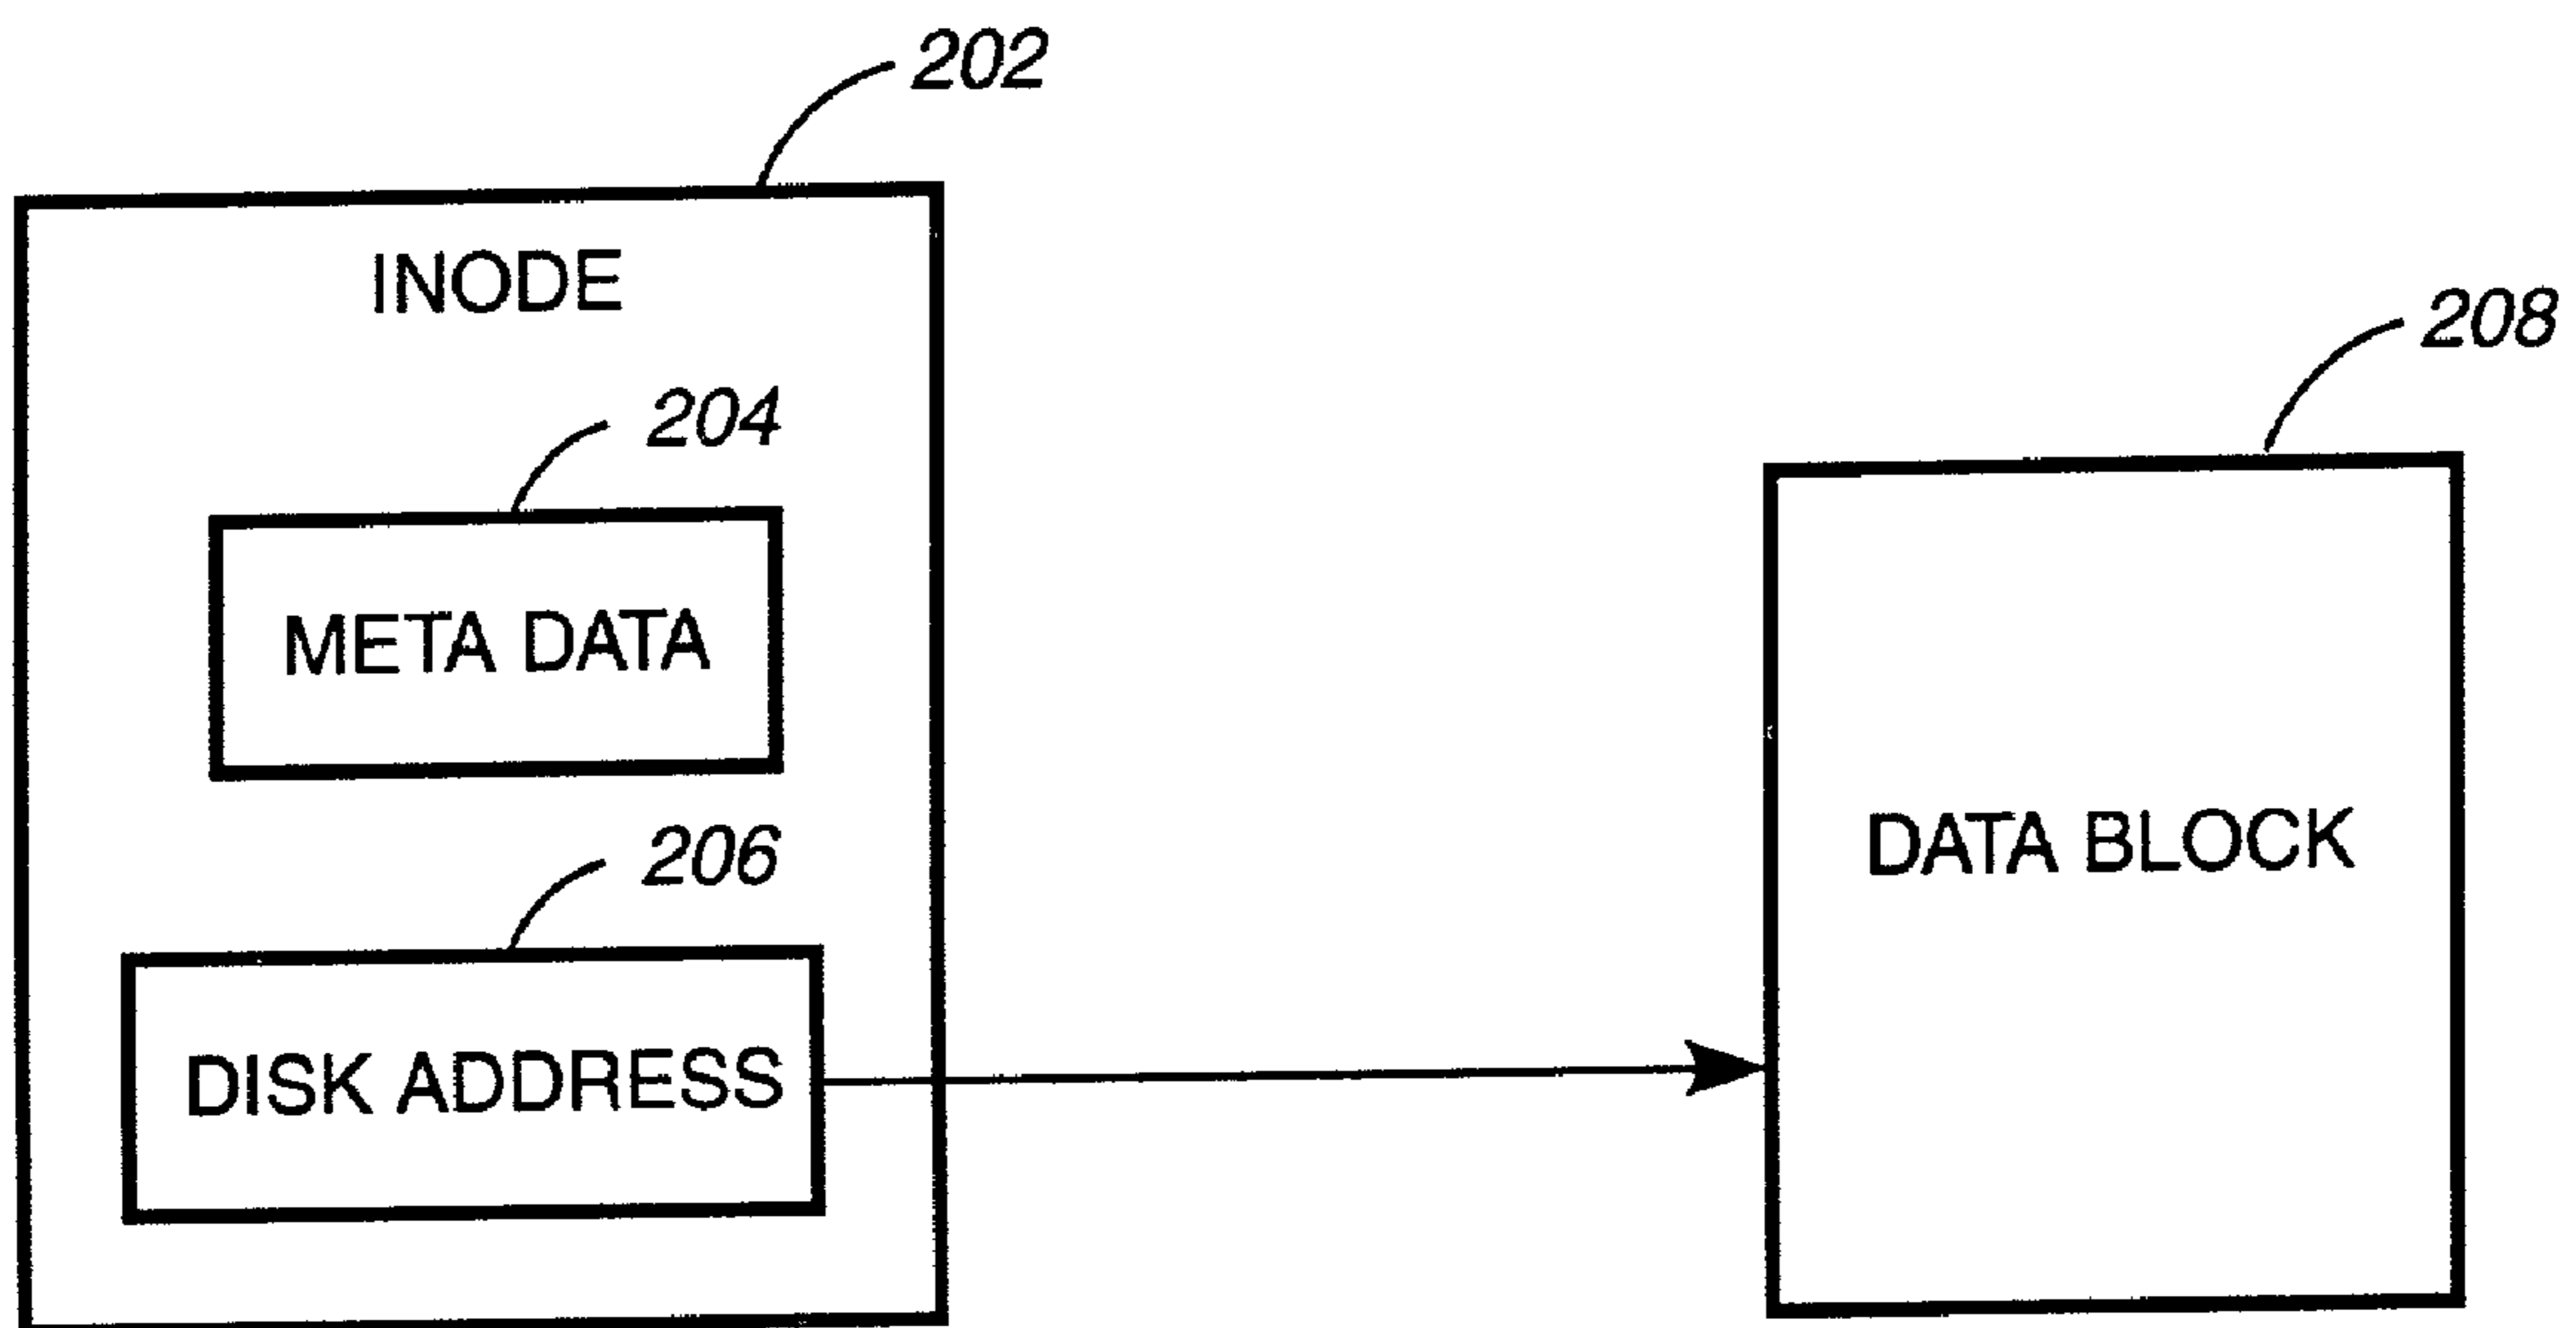 202
INODE
208
204
META DATA
DATA BLOCK
206
DISK ADDRESS